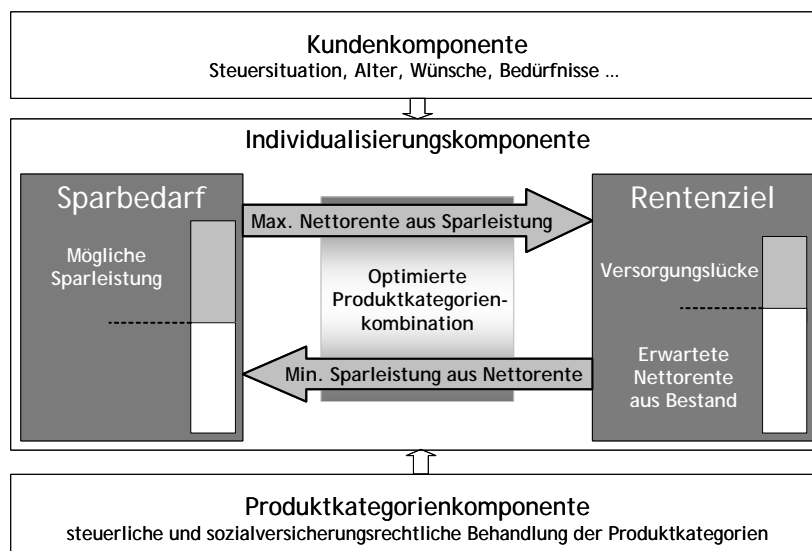 Kundenkomponente
Steuersituation, Alter, Wünsche, Bedürfnisse ...
Individualisierungskomponente
Sparbedarf
Rentenziel
Max. Nettorente aus Sparleistung
Mögliche
Sparleistung
Versorgungslücke
Optimierte
Produktkategorien-
kombination
Min. Sparleistung aus Nettorente
Erwartete
Nettorente
aus Bestand
Produktkategorienkomponente
steuerliche und sozialversicherungsrechtliche Behandlung der Produktkategorien